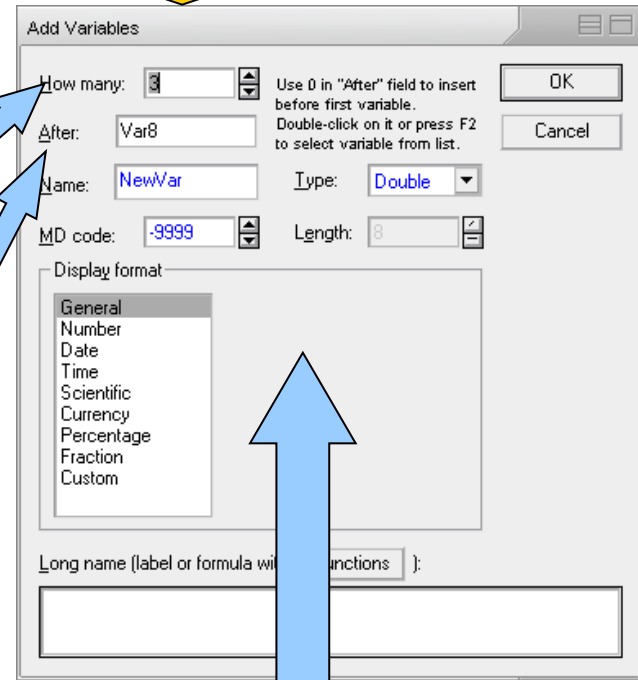 Add Variables
How many: 3
Use 0 in "After" field to insert
before first variable.
Double-click on it or press F2
to select variable from list.
OK
Cancel
After: Var8
Name: NewVar
Type: Double
MD code: -9999
Length: 8
Display format
General
Number
Date
Time
Scientific
Currency
Percentage
Fraction
Custom
Long name (label or formula ):